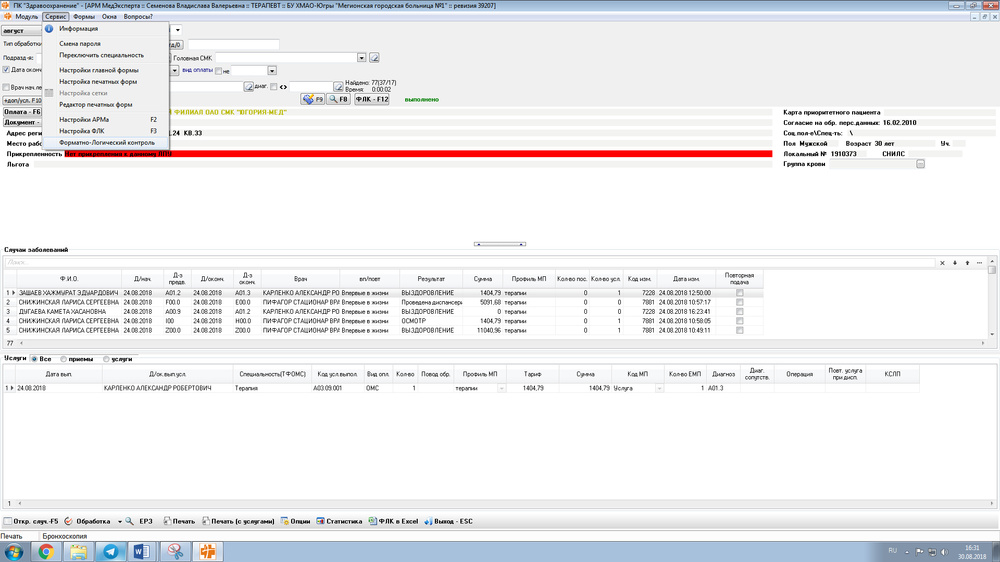 ПК "Здравоохранение" - [АРМ МедЭксперта :: Семенова Владислава Валерьевна :: ТЕРАПЕВТ :: БУ ХМАО-Югры "Мегионская городская больница №1" :: ревизия 39207]
Модуль Сервис Формы Окна Вопросы?
Информация
Смена пароля
Переключить специальность
Настройки главной формы
Настройка печатных форм
Настройка сетки
Редактор печатных форм
Настройки АРМа F2
Настройка ФЛК F3
Форматно-Логический контроль
август
Тип обработки
тд/0
Подразд-я: Головная СМК
Дата оконч вид оплаты не
Врач нач.ле диаг. <> Найдено: 77(37/17)
Время: 0:00:02
+доп/усл. F10 F9 F8 ФЛК - F12 выполнено
Оплата - F6 Й ФИЛИАЛ ОАО СМК "ЮГОРИЯ-МЕД" Карта приоритетного пациента
Документ - Согласие на обр. перс.данных: 16.02.2010
Адрес реги .24 КВ.33 Соц.пол-е\Спец-ть: \
Место рабо Пол Мужской Возраст 30 лет Уч.
Прикрепленность Нет прикрепления к данному ЛПУ Локальный № 1910373 СНИЛС
Льгота Группа крови ...
Случаи заболеваний
Поиск...
Ф.И.О. Д/нач. Д-з предв. Д/оконч. Д-з оконч. Врач вп/повт Результат Сумма Профиль МП Кол-во пос. Кол-во усл. Код изм. Дата изм. Повторная подача
1 ЗАШАЕВ ХАЖМУРАТ ЭДУАРДОВИЧ 24.08.2018 A01.2 24.08.2018 A01.3 КАРЛЕНКО АЛЕКСАНДР РО Впервые в жизни ВЫЗДОРОВЛЕНИЕ 1404,79 терапии 0 1 7228 24.08.2018 12:50:00
2 СНИЖИНСКАЯ ЛАРИСА СЕРГЕЕВНА 24.08.2018 F00.0 24.08.2018 E00.0 ПИФАГОР СТАЦИОНАР ВРА Впервые в жизни Проведена диспансери 5091,68 терапии 0 0 7881 24.08.2018 10:57:17
3 ДУГАЕВА КАМЕТА ХАСАНОВНА 24.08.2018 A00.9 24.08.2018 A01.2 КАРЛЕНКО АЛЕКСАНДР РО Впервые в жизни ВЫЗДОРОВЛЕНИЕ 0 терапии 0 0 7228 24.08.2018 16:23:41
4 СНИЖИНСКАЯ ЛАРИСА СЕРГЕЕВНА 24.08.2018 I00 24.08.2018 H00.0 ПИФАГОР СТАЦИОНАР ВРА Впервые в жизни ОСМОТР 1404,79 терапии 0 1 7881 24.08.2018 10:58:05
5 СНИЖИНСКАЯ ЛАРИСА СЕРГЕЕВНА 24.08.2018 Z00.0 24.08.2018 Z00.0 ПИФАГОР СТАЦИОНАР ВРА Впервые в жизни ВЫЗДОРОВЛЕНИЕ 11040,96 терапии 0 1 7881 24.08.2018 10:49:11
77
Услуги Все приемы услуги
Дата вып. Д/ок.вып.усл. Специальность(ТФОМС) Код усл.выпол. Вид опл. Кол-во Повод обр. Профиль МП Тариф Сумма Код МП Кол-во ЕМП Диагноз Диаг. сопутств. Операция Повт. услуга при дисп. КСЛП
1 24.08.2018 КАРЛЕНКО АЛЕКСАНДР РОБЕРТОВИЧ Терапия A03.09.001 ОМС 1 терапии 1404,79 1404,79 Услуга 1 A01.3
1
Откр. случ.-F5 Обработка ЕРЗ Печать Печать (с услугами) Опции Статистика ФЛК в Excel Выход - ESC
Печать Бронхоскопия
RU 16:31
30.08.2018